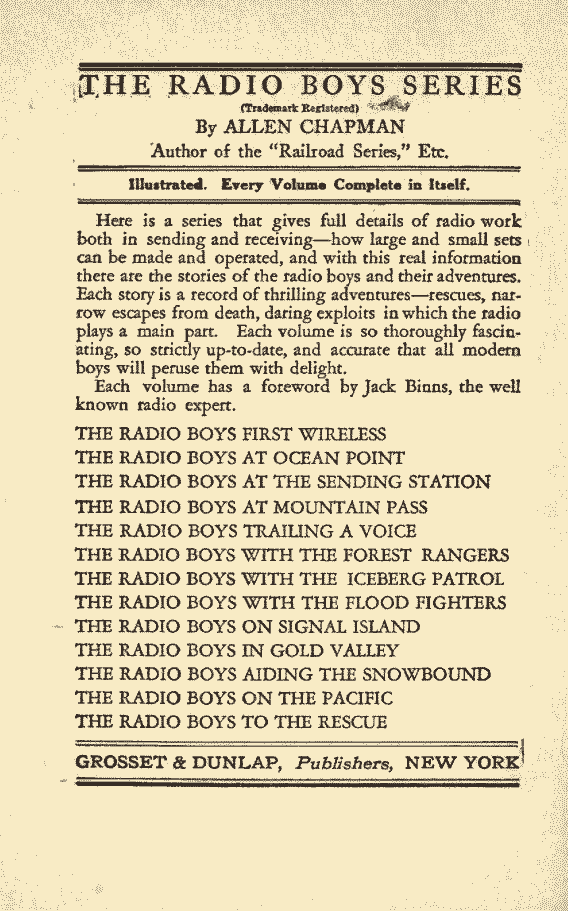 THE RADIO BOYS SERIES
(Trademark Registered)
By ALLEN CHAPMAN
Author of the "Railroad Series," Etc.
Illustrated. Every Volume Complete in Itself.
Here is a series that gives full details of radio work
both in sending and receiving—how large and small sets
can be made and operated, and with this real information
there are the stories of the radio boys and their adventures.
Each story is a record of thrilling adventures—rescues, nar-
row escapes from death, daring exploits in which the radio
plays a main part. Each volume is so thoroughly fascin-
ating, so strictly up-to-date, and accurate that all modern
boys will peruse them with delight.
Each volume has a foreword by Jack Binns, the well
known radio expert.
THE RADIO BOYS FIRST WIRELESS
THE RADIO BOYS AT OCEAN POINT
THE RADIO BOYS AT THE SENDING STATION
THE RADIO BOYS AT MOUNTAIN PASS
THE RADIO BOYS TRAILING A VOICE
THE RADIO BOYS WITH THE FOREST RANGERS
THE RADIO BOYS WITH THE ICEBERG PATROL
THE RADIO BOYS WITH THE FLOOD FIGHTERS
THE RADIO BOYS ON SIGNAL ISLAND
THE RADIO BOYS IN GOLD VALLEY
THE RADIO BOYS AIDING THE SNOWBOUND
THE RADIO BOYS ON THE PACIFIC
THE RADIO BOYS TO THE RESCUE
GROSSET & DUNLAP, Publishers, NEW YORK